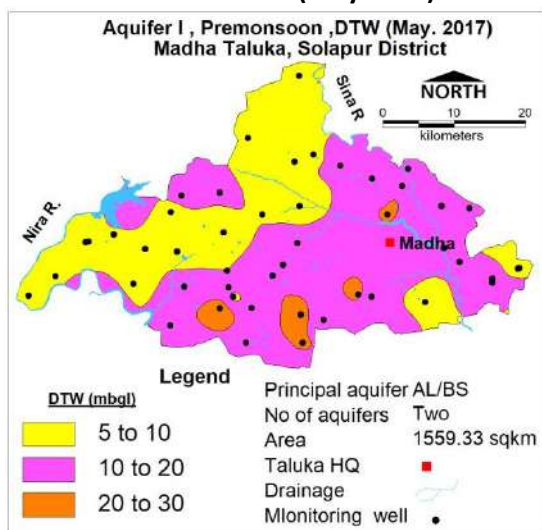 Aquifer I , Premonsoon ,DTW (May. 2017)
Madha Taluka, Solapur District
Sina R
NORTH
0 10 20
kilometers
Nira R.
Madha
Legend
DTW (mbgl)
5 to 10
10 to 20
20 to 30
Principal aquifer AL/BS
No of aquifers Two
Area 1559.33 sqkm
Taluka HQ
Drainage
MIonitoring well